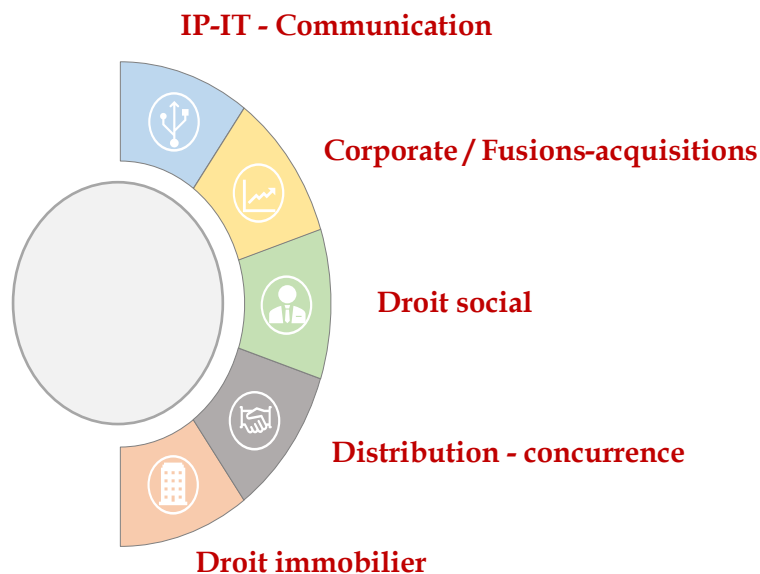 IP-IT - Communication
Corporate / Fusions-acquisitions
Droit social
Distribution - concurrence
Droit immobilier